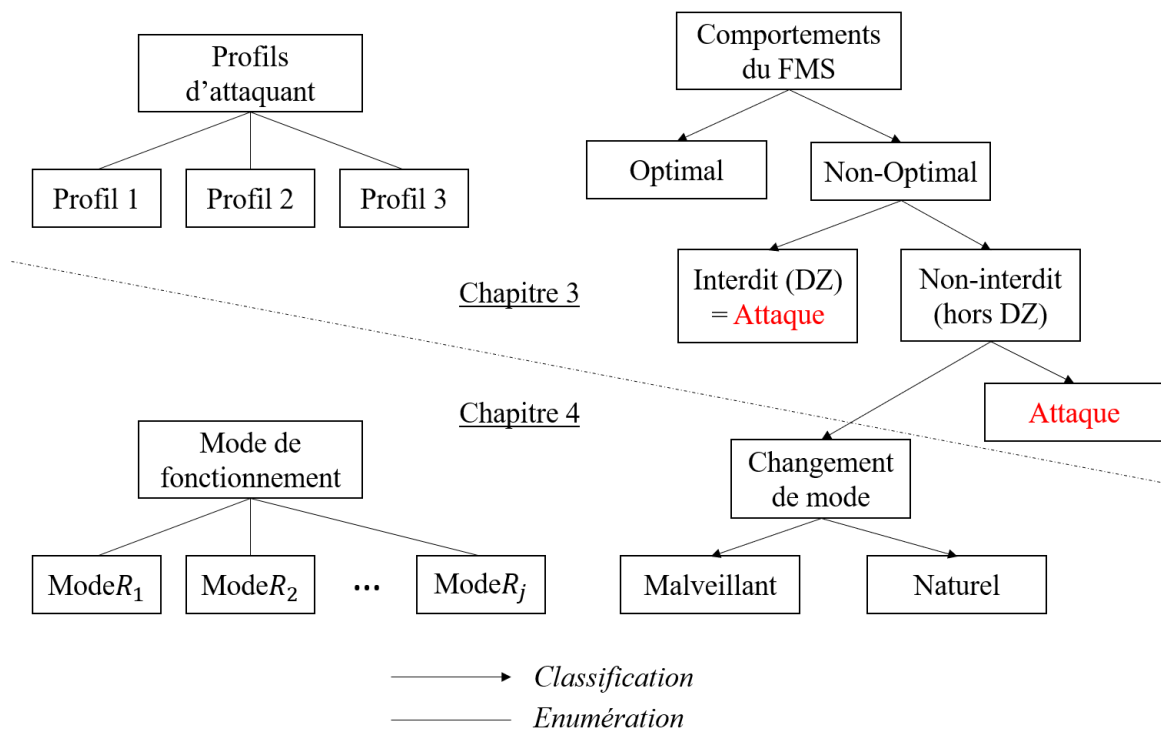 Profils
d’attaquant
Profil 1
Profil 2
Profil 3
Comportements
du FMS
Optimal
Non-Optimal
Interdit (DZ)
= Attaque
Non-interdit
(hors DZ)
Attaque
Chapitre 3
Chapitre 4
Mode de
fonctionnement
ModeR₁
ModeR₂
...
ModeRⱼ
Changement
de mode
Malveillant
Naturel
Classification
Enumération